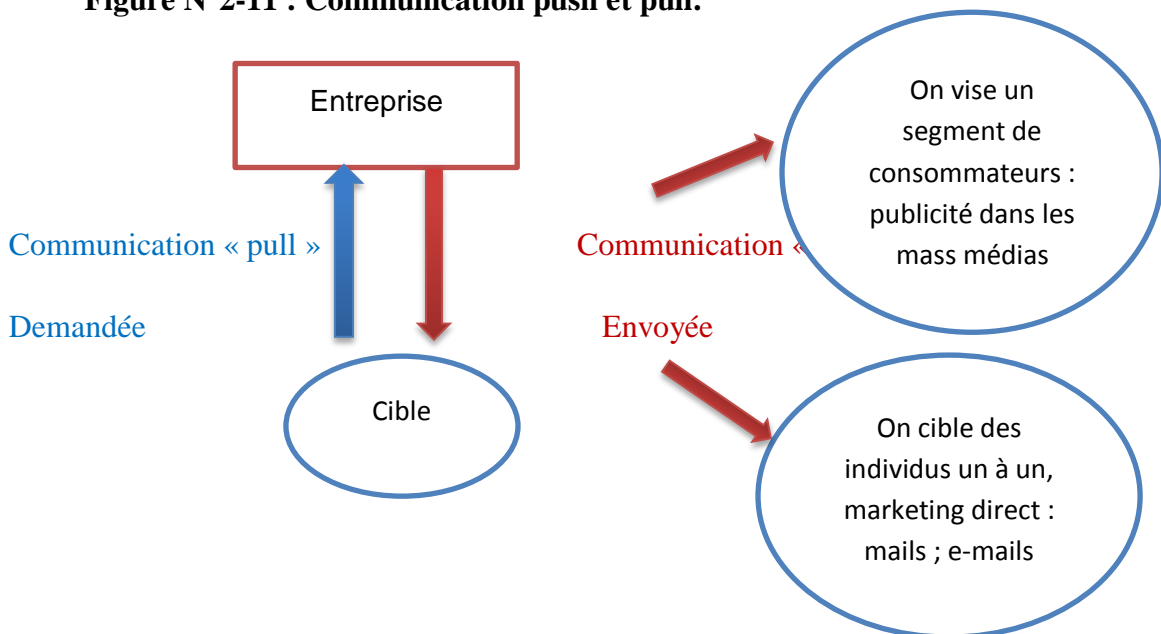 Figure N°2-11 : Communication push et pull.
Entreprise
On vise un
segment de
consommateurs :
publicité dans les
mass médias
Communication « pull »
Communication «
Demandée
Envoyée
Cible
On cible des
individus un à un,
marketing direct :
mails ; e-mails